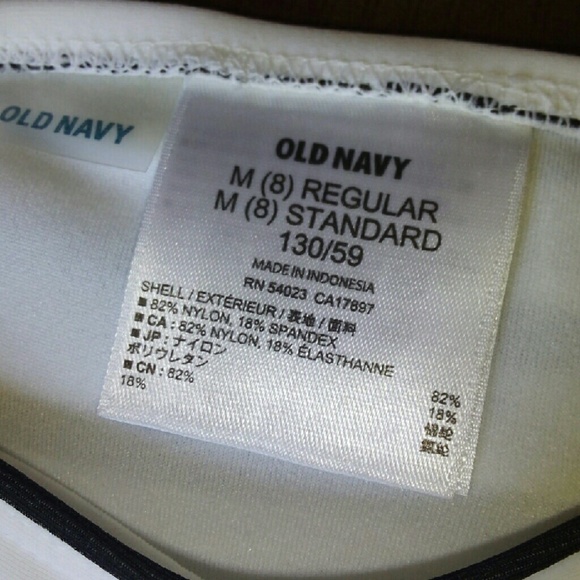 OLD NAVY
OLD NAVY
M (8) REGULAR
M (8) STANDARD
130/59
MADE IN INDONESIA
RN 54023 CA17897
SHELL / EXTÉRIEUR / 表地 / 面料
■ 82% NYLON, 18% SPANDEX
■ CA : 82% NYLON, 18% ÉLASTHANNE
■ JP : ナイロン 82%
ポリウレタン 18%
■ CN : 82%
18%